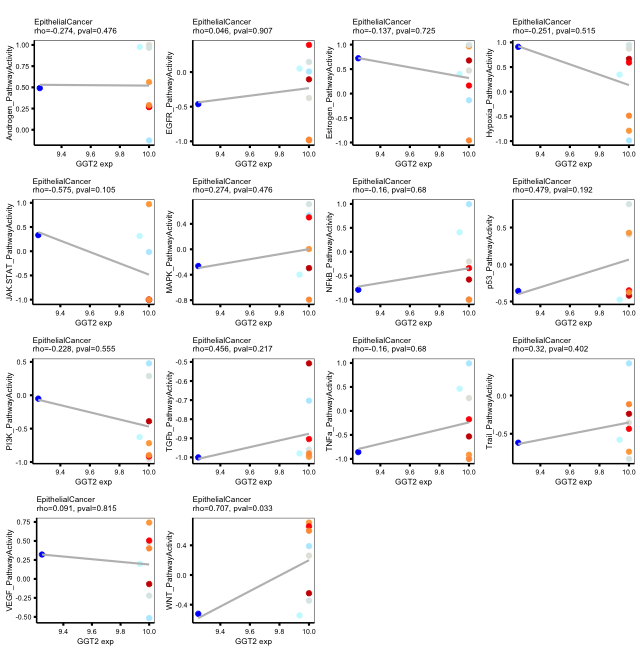 EpithelialCancer
rho=-0.274, pval=0.476
Androgen_PathwayActivity
1.00
0.75
0.50
0.25
0.00
9.4
9.6
9.8
10.0
GGT2 exp
EpithelialCancer
rho=0.046, pval=0.907
EGFR_PathwayActivity
0.0
-0.5
-1.0
9.4
9.6
9.8
10.0
GGT2 exp
EpithelialCancer
rho=-0.137, pval=0.725
Estrogen_PathwayActivity
1.0
0.5
0.0
-0.5
-1.0
9.4
9.6
9.8
10.0
GGT2 exp
EpithelialCancer
rho=-0.251, pval=0.515
Hypoxia_PathwayActivity
1.0
0.5
0.0
-0.5
-1.0
9.4
9.6
9.8
10.0
GGT2 exp
EpithelialCancer
rho=-0.575, pval=0.105
JAK.STAT_PathwayActivity
1.0
0.5
0.0
-0.5
-1.0
9.4
9.6
9.8
10.0
GGT2 exp
EpithelialCancer
rho=0.274, pval=0.476
MAPK_PathwayActivity
0.4
0.0
-0.4
-0.8
9.4
9.6
9.8
10.0
GGT2 exp
EpithelialCancer
rho=-0.16, pval=0.68
NFkB_PathwayActivity
1.0
0.5
0.0
-0.5
-1.0
9.4
9.6
9.8
10.0
GGT2 exp
EpithelialCancer
rho=0.479, pval=0.192
p53_PathwayActivity
0.5
0.0
-0.5
9.4
9.6
9.8
10.0
GGT2 exp
EpithelialCancer
rho=-0.228, pval=0.555
PI3K_PathwayActivity
0.5
0.0
-0.5
-1.0
9.4
9.6
9.8
10.0
GGT2 exp
EpithelialCancer
rho=0.456, pval=0.217
TGFb_PathwayActivity
-0.5
-0.6
-0.7
-0.8
-0.9
-1.0
9.4
9.6
9.8
10.0
GGT2 exp
EpithelialCancer
rho=-0.16, pval=0.68
TNFa_PathwayActivity
1.0
0.5
0.0
-0.5
-1.0
9.4
9.6
9.8
10.0
GGT2 exp
EpithelialCancer
rho=0.32, pval=0.402
Trail_PathwayActivity
0.0
-0.5
9.4
9.6
9.8
10.0
GGT2 exp
EpithelialCancer
rho=0.091, pval=0.815
VEGF_PathwayActivity
0.75
0.50
0.25
0.00
-0.25
-0.50
9.4
9.6
9.8
10.0
GGT2 exp
EpithelialCancer
rho=0.707, pval=0.033
WNT_PathwayActivity
0.4
0.0
-0.4
9.4
9.6
9.8
10.0
GGT2 exp